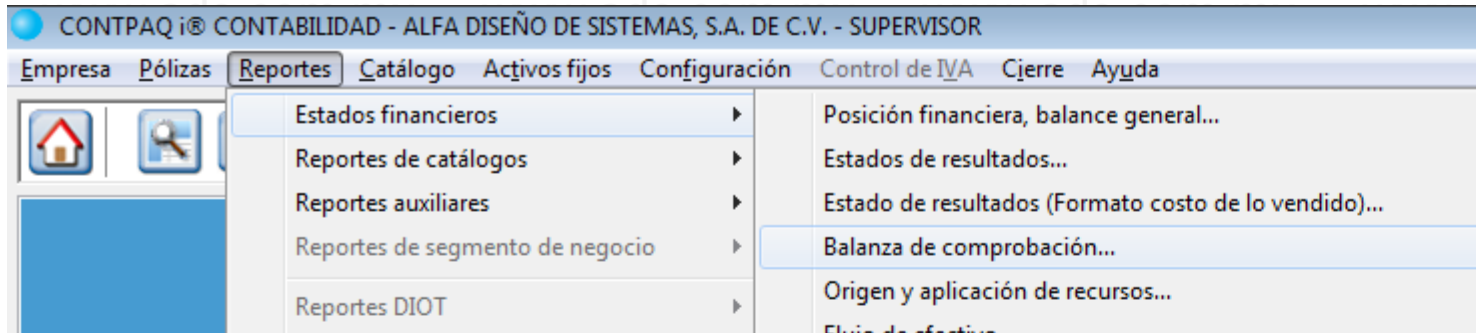 CONTPAQ i® CONTABILIDAD - ALFA DISEÑO DE SISTEMAS, S.A. DE C.V. - SUPERVISOR
Empresa Pólizas Reportes Catálogo Activos fijos Configuración Control de IVA Cierre Ayuda
Estados financieros
Reportes de catálogos
Reportes auxiliares
Reportes de segmento de negocio
Reportes DIOT
Posición financiera, balance general...
Estados de resultados...
Estado de resultados (Formato costo de lo vendido)...
Balanza de comprobación...
Origen y aplicación de recursos...